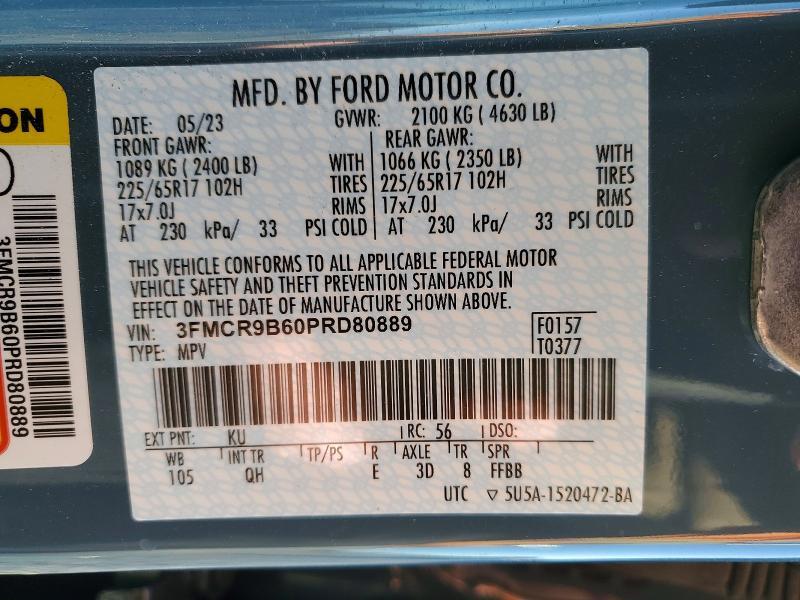 MFD. BY FORD MOTOR CO.
DATE: 05/23 GVWR: 2100 KG ( 4630 LB)
FRONT GAWR: REAR GAWR:
1089 KG ( 2400 LB) WITH 1066 KG ( 2350 LB) WITH
225/65R17 102H TIRES 225/65R17 102H TIRES
17x7.0J RIMS 17x7.0J RIMS
AT 230 kPa/ 33 PSI COLD AT 230 kPa/ 33 PSI COLD
THIS VEHICLE CONFORMS TO ALL APPLICABLE FEDERAL MOTOR
VEHICLE SAFETY AND THEFT PREVENTION STANDARDS IN
EFFECT ON THE DATE OF MANUFACTURE SHOWN ABOVE.
VIN: 3FMCR9B60PRD80889 F0157
TYPE: MPV T0377
EXT PNT: KU RC: 56 DSO:
WB INT TR TP/PS R AXLE TR SPR
105 QH E 3D 8 FFBB
UTC ▽ 5U5A-1520472-BA
ON
3FMCR9B60PRD80889